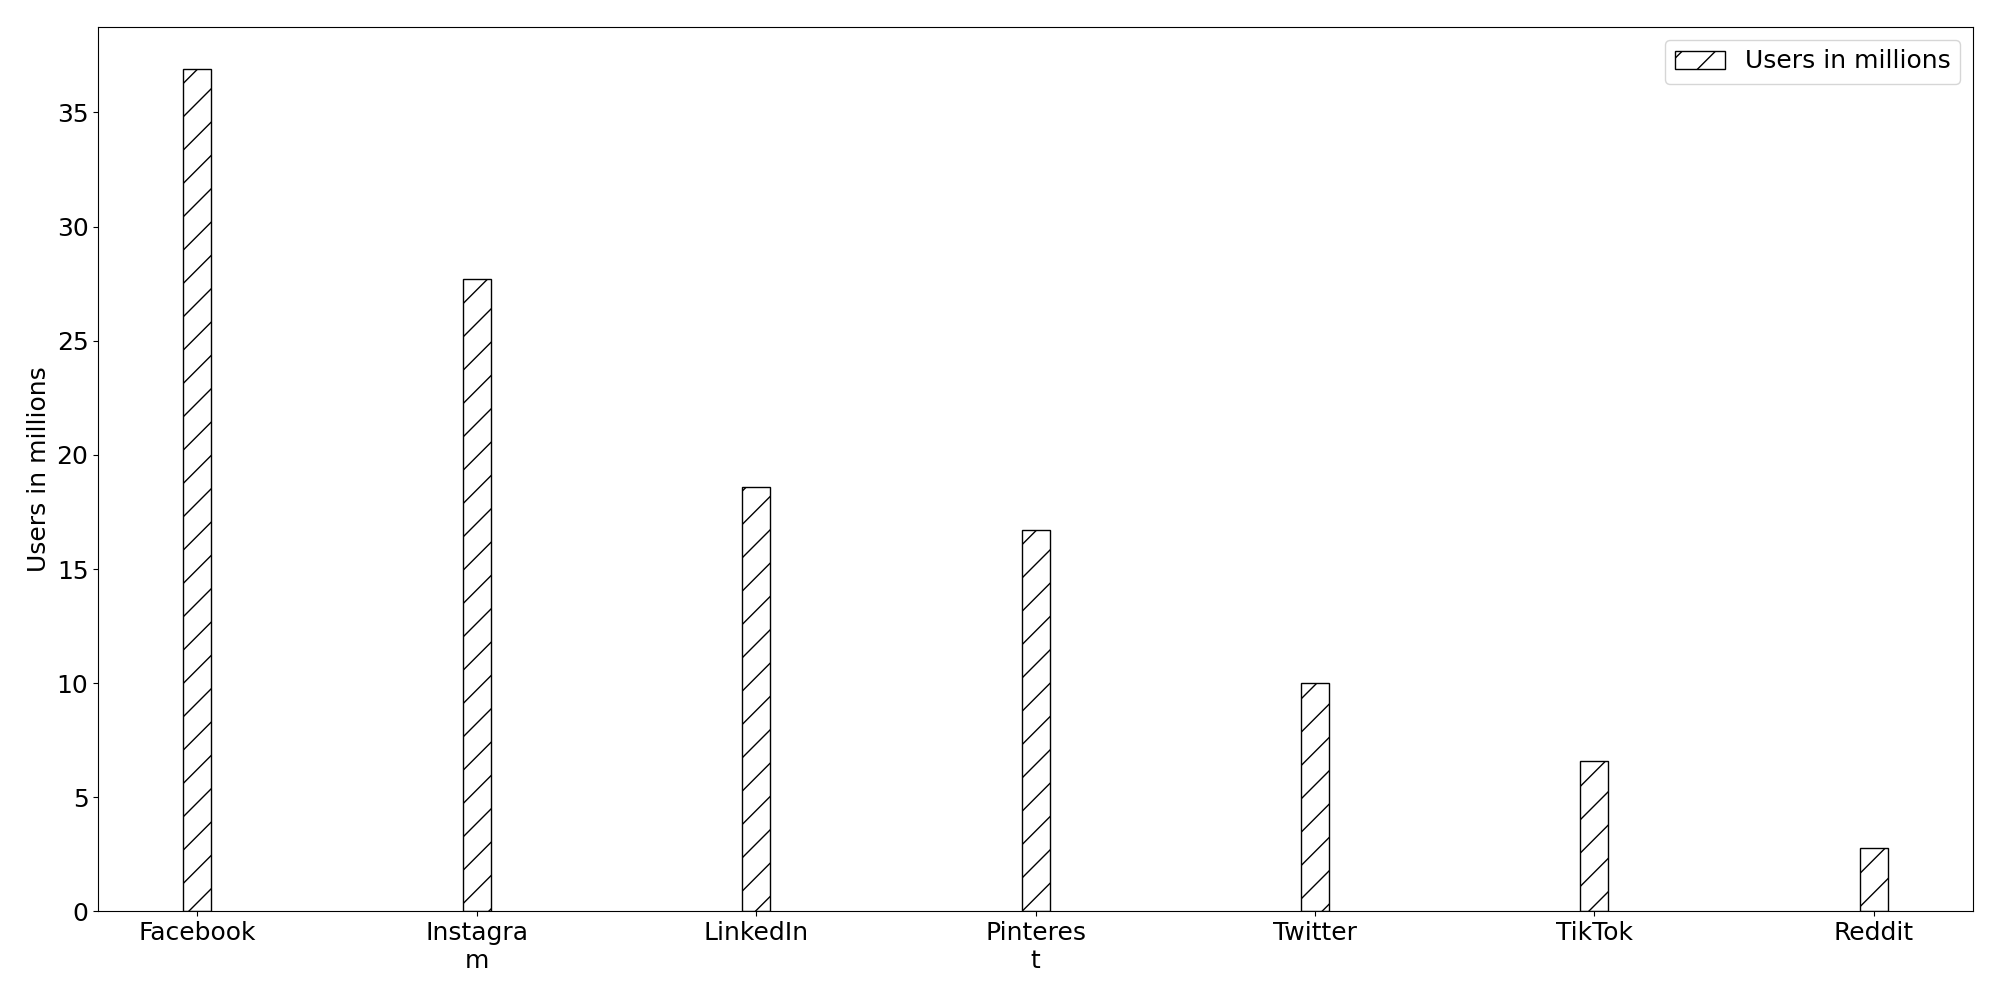 Users in millions
35
30
25
20
15
10
5
0
Users in millions
Facebook
Instagra
m
LinkedIn
Pinteres
t
Twitter
TikTok
Reddit